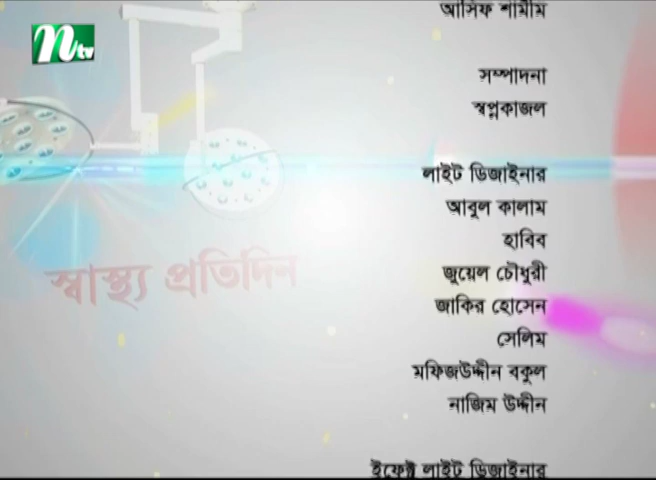 ntv
আসিফ শামীম
সম্পাদনা
স্বপ্নকাজল
লাইট ডিজাইনার
আবুল কালাম
হাবিব
স্বাস্থ্য প্রতিদিন
জুয়েল চৌধুরী
জাকির হোসেন
সেলিম
মফিজউদ্দীন বকুল
নাজিম উদ্দীন
ইফেক্ট লাইট ডিজাইনার